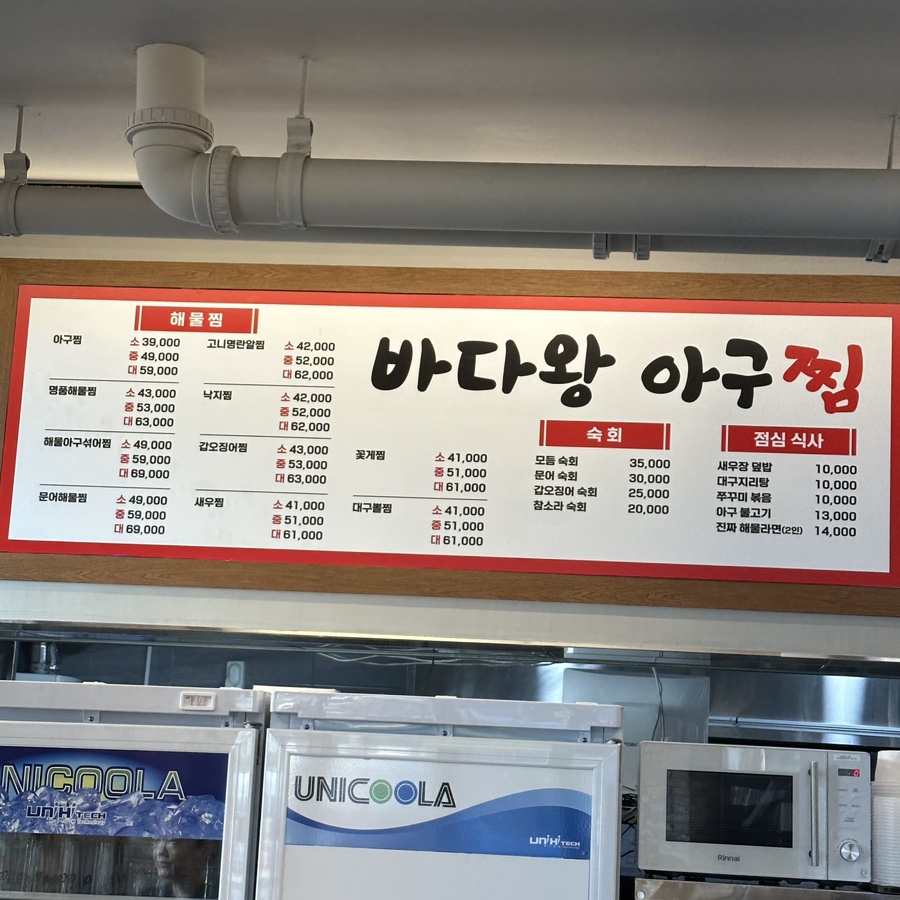 해물찜
아구찜
소 39,000
중 49,000
대 59,000
명품해물찜
소 43,000
중 53,000
대 63,000
해물아구섞어찜
소 49,000
중 59,000
대 69,000
문어해물찜
소 49,000
중 59,000
대 69,000
고니명란알찜
소 42,000
중 52,000
대 62,000
낙지찜
소 42,000
중 52,000
대 62,000
갑오징어찜
소 43,000
중 53,000
대 63,000
새우찜
소 41,000
중 51,000
대 61,000
꽃게찜
소 41,000
중 51,000
대 61,000
대구뽈찜
소 41,000
중 51,000
대 61,000
바다왕 아구찜
숙회
모듬 숙회 35,000
문어 숙회 30,000
갑오징어 숙회 25,000
참소라 숙회 20,000
점심 식사
새우장 덮밥 10,000
대구지리탕 10,000
쭈꾸미 볶음 10,000
아구 불고기 13,000
진짜 해물라면(2인) 14,000
UNICOOLA
UNIHI TECH
UNICOOLA
UNIHI TECH
Rinnai